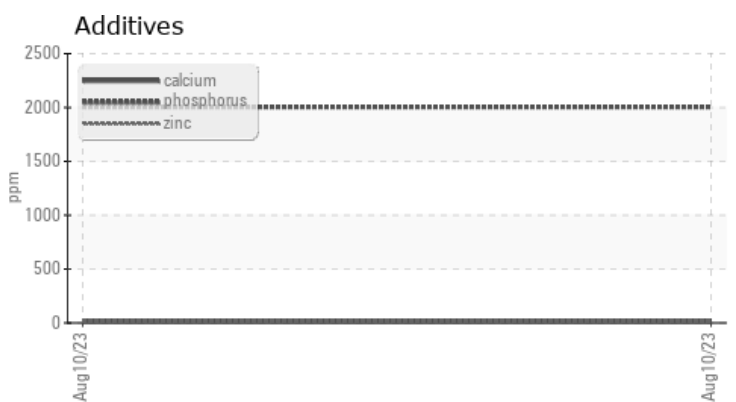 Additives
2500
2000
1500
1000
500
0
ppm
calcium
phosphorus
zinc
Aug10/23
Aug10/23